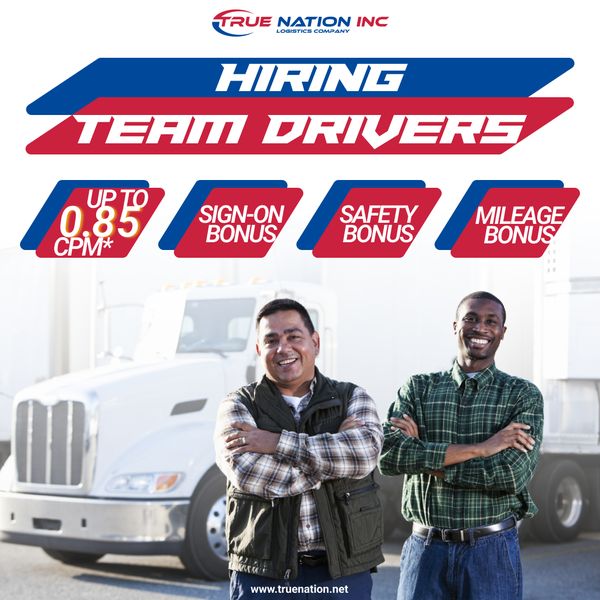 TRUE NATION INC
LOGISTICS COMPANY
HIRING
TEAM DRIVERS
UP TO
0.85
CPM*
SIGN-ON
BONUS
SAFETY
BONUS
MILEAGE
BONUS
www.truenation.net